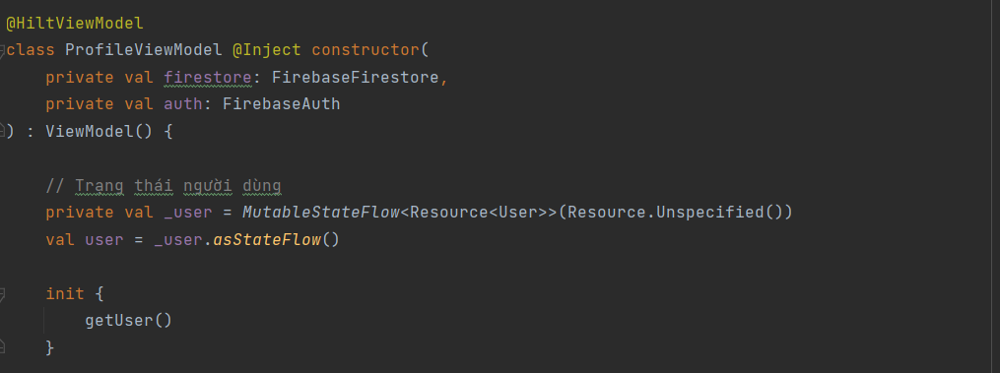 @HiltViewModel
class ProfileViewModel @Inject constructor(
    private val firestore: FirebaseFirestore,
    private val auth: FirebaseAuth
) : ViewModel() {
    // Trạng thái người dùng
    private val _user = MutableStateFlow<Resource<User>>(Resource.Unspecified())
    val user = _user.asStateFlow()
    init {
        getUser()
    }